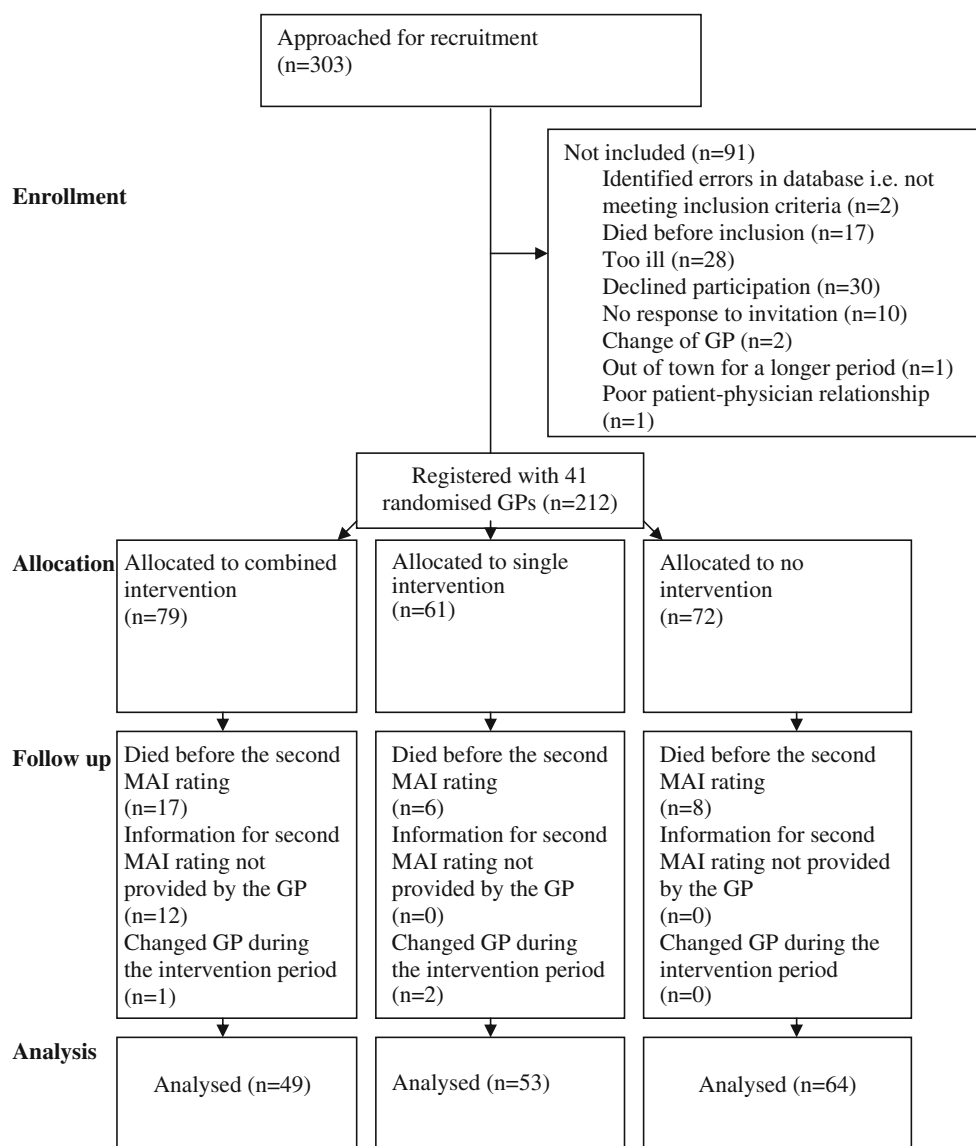 Approached for recruitment
(n=303)
Enrollment
Not included (n=91)
Identified errors in database i.e. not
meeting inclusion criteria (n=2)
Died before inclusion (n=17)
Too ill (n=28)
Declined participation (n=30)
No response to invitation (n=10)
Change of GP (n=2)
Out of town for a longer period (n=1)
Poor patient-physician relationship
(n=1)
Registered with 41
randomised GPs (n=212)
Allocation
Allocated to combined
intervention
(n=79)
Allocated to single
intervention
(n=61)
Allocated to no
intervention
(n=72)
Follow up
Died before the second
MAI rating
(n=17)
Information for second
MAI rating not
provided by the GP
(n=12)
Changed GP during
the intervention period
(n=1)
Died before the second
MAI rating
(n=6)
Information for second
MAI rating not
provided by the GP
(n=0)
Changed GP during
the intervention period
(n=2)
Died before the second
MAI rating
(n=8)
Information for second
MAI rating not provided
by the GP
(n=0)
Changed GP during the
intervention period
(n=0)
Analysis
Analysed (n=49)
Analysed (n=53)
Analysed (n=64)